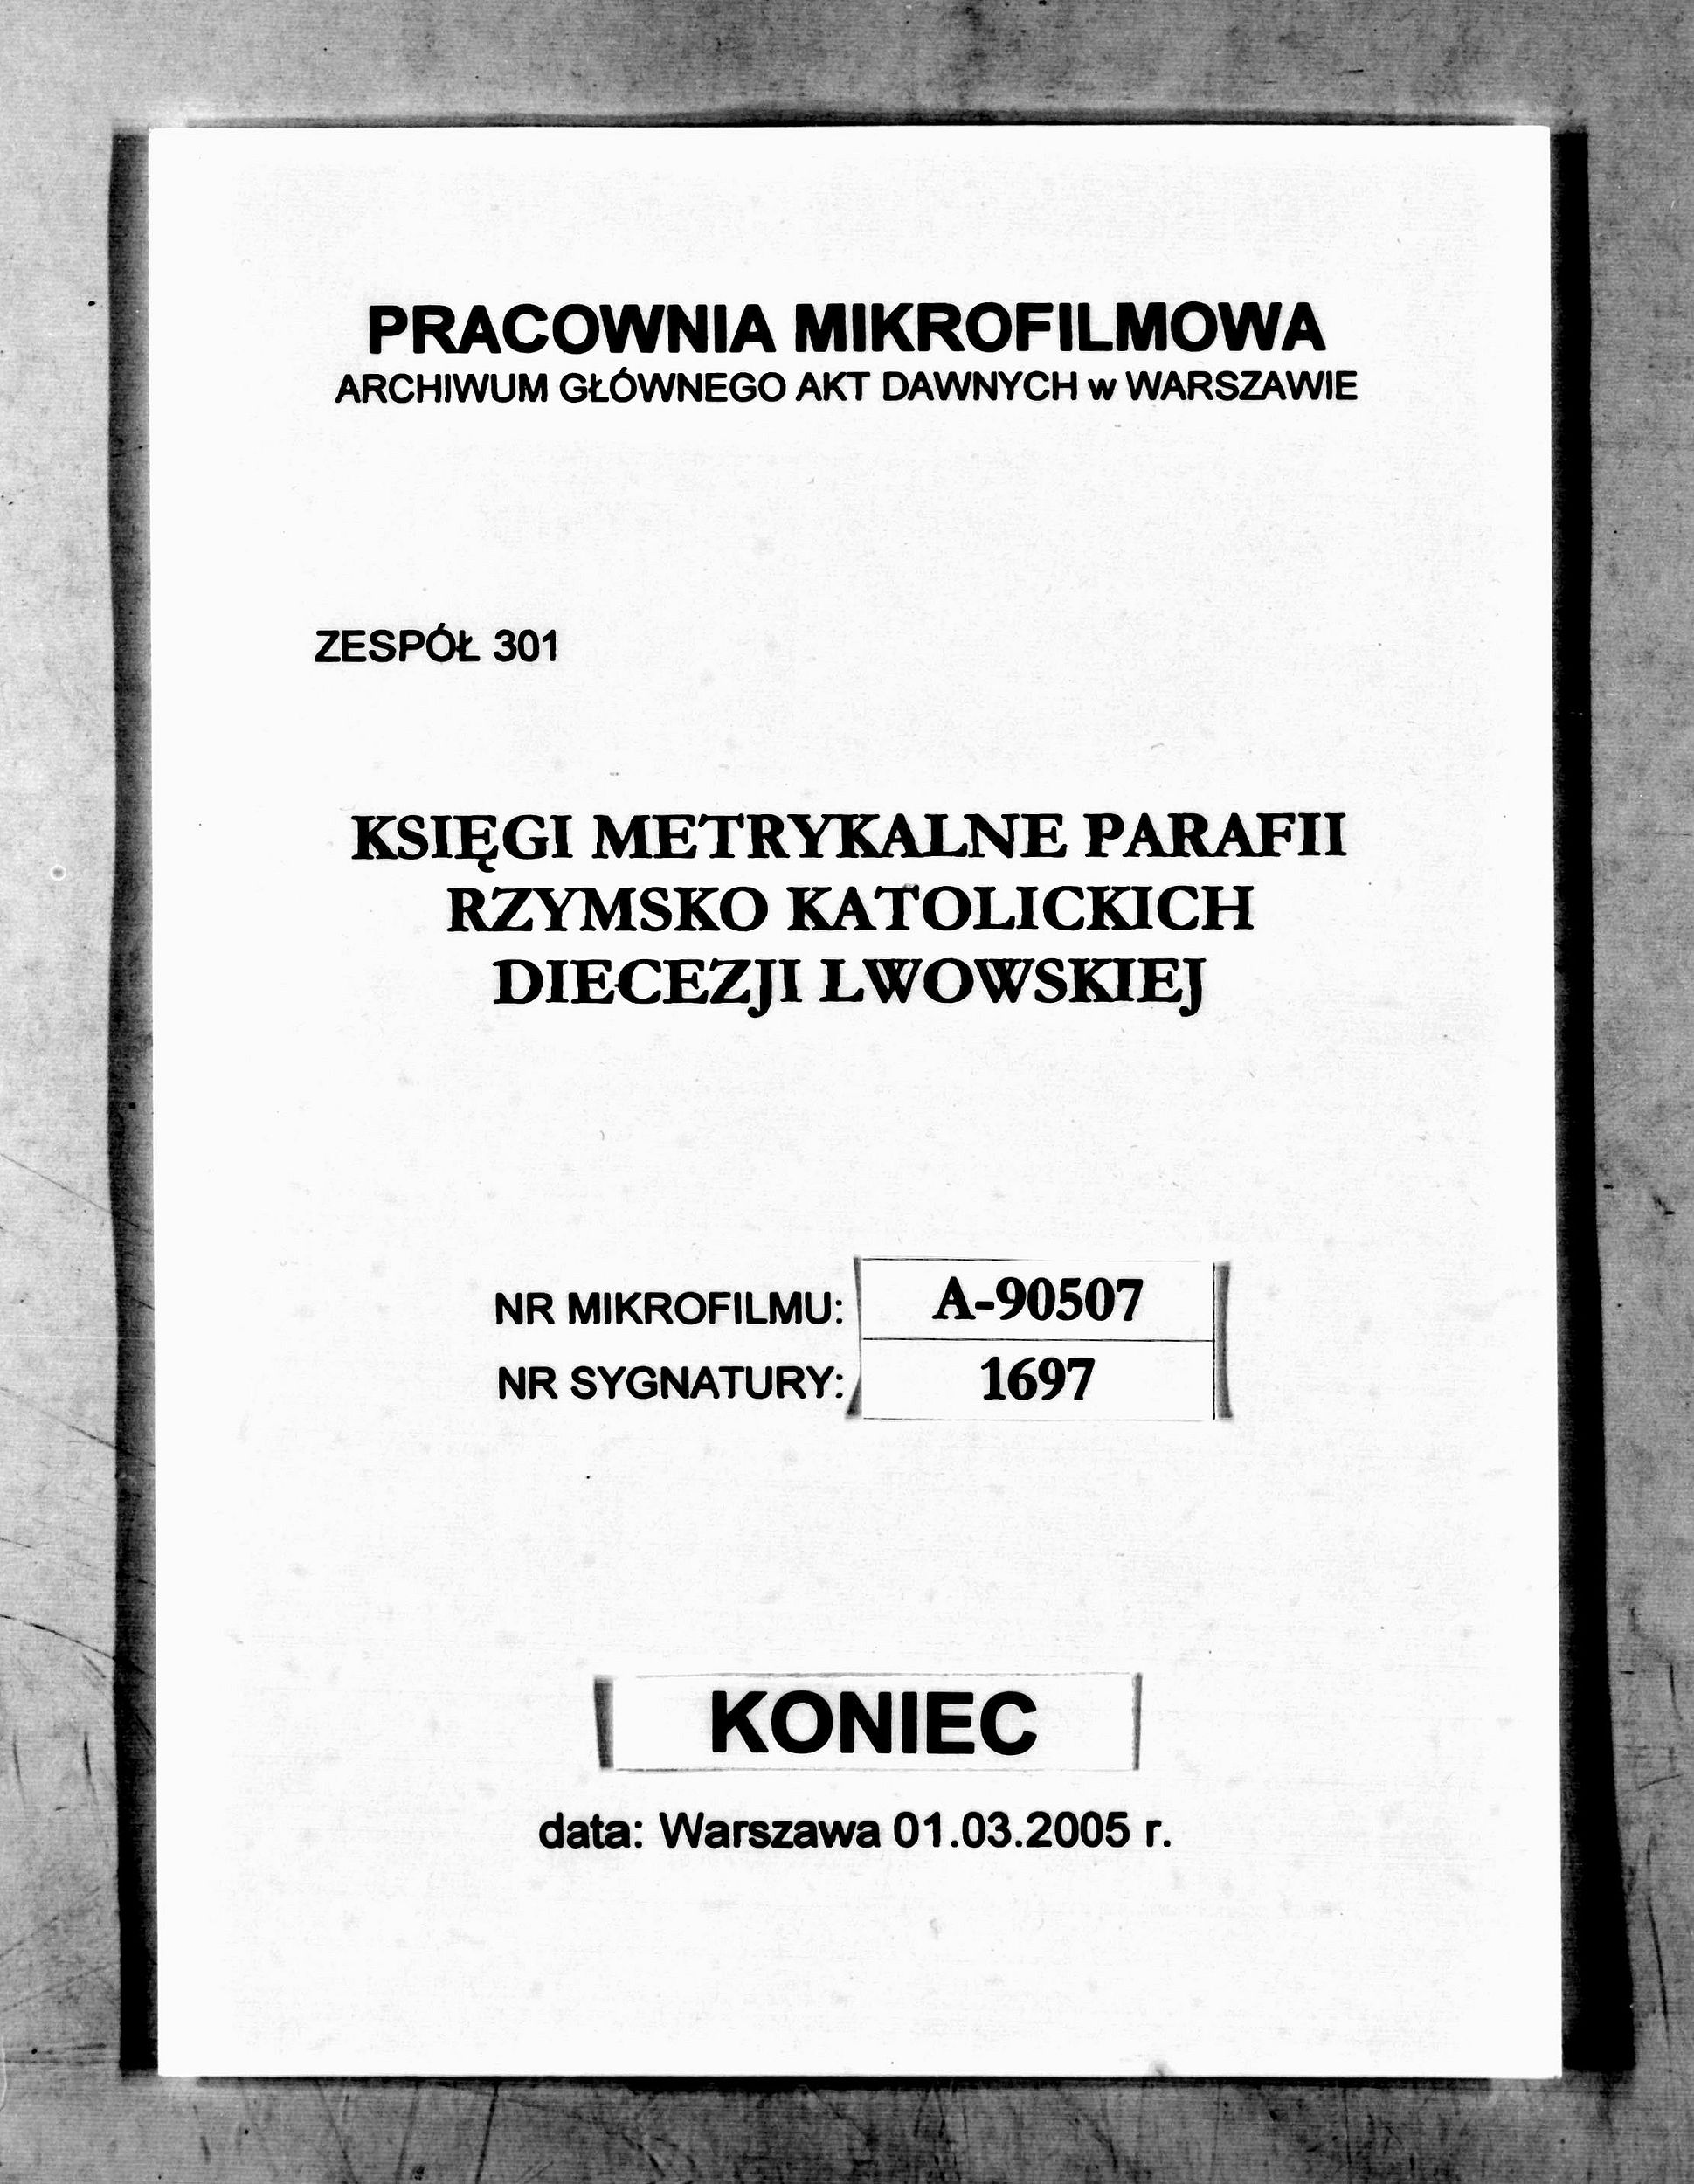 PRACOWNIA MIKROFILMOWA
ARCHIWUM GŁÓWNEGO AKT DAWNYCH w WARSZAWIE
ZESPÓŁ 301
KSIĘGI METRYKALNE PARAFII
RZYMSKO KATOLICKICH
DIECEZJI LWOWSKIEJ
NR MIKROFILMU: A-90507
NR SYGNATURY: 1697
KONIEC
data: Warszawa 01.03.2005 r.